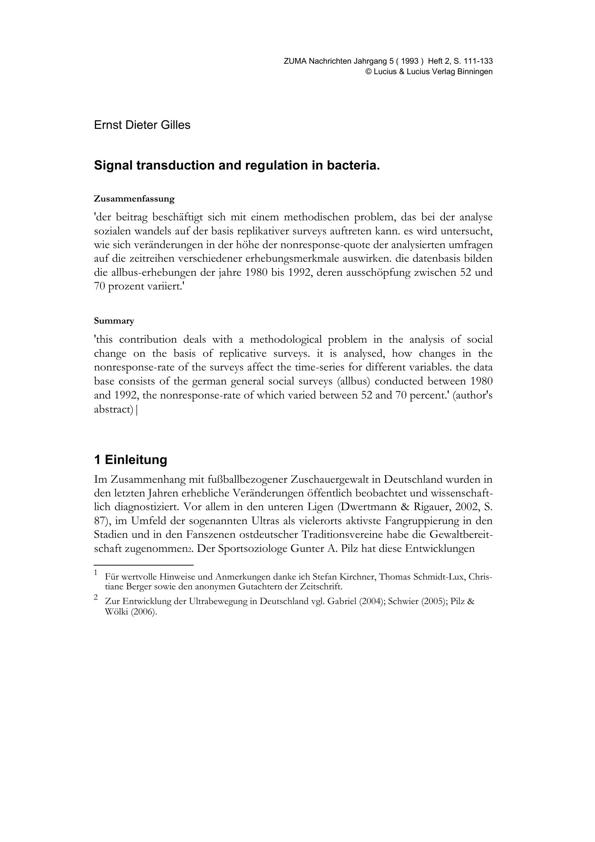 ZUMA Nachrichten Jahrgang 5 ( 1993 ) Heft 2, S. 111-133
© Lucius & Lucius Verlag Binningen
Ernst Dieter Gilles
Signal transduction and regulation in bacteria.
Zusammenfassung
'der beitrag beschäftigt sich mit einem methodischen problem, das bei der analyse
sozialen wandels auf der basis replikativer surveys auftreten kann. es wird untersucht,
wie sich veränderungen in der höhe der nonresponse-quote der analysierten umfragen
auf die zeitreihen verschiedener erhebungsmerkmale auswirken. die datenbasis bilden
die allbus-erhebungen der jahre 1980 bis 1992, deren ausschöpfung zwischen 52 und
70 prozent variiert.'
Summary
'this contribution deals with a methodological problem in the analysis of social
change on the basis of replicative surveys. it is analysed, how changes in the
nonresponse-rate of the surveys affect the time-series for different variables. the data
base consists of the german general social surveys (allbus) conducted between 1980
and 1992, the nonresponse-rate of which varied between 52 and 70 percent.' (author's
abstract)|
1 Einleitung
Im Zusammenhang mit fußballbezogener Zuschauergewalt in Deutschland wurden in
den letzten Jahren erhebliche Veränderungen öffentlich beobachtet und wissenschaft-
lich diagnostiziert. Vor allem in den unteren Ligen (Dwertmann & Rigauer, 2002, S.
87), im Umfeld der sogenannten Ultras als vielerorts aktivste Fangruppierung in den
Stadien und in den Fanszenen ostdeutscher Traditionsvereine habe die Gewaltbereit-
schaft zugenommen2. Der Sportsoziologe Gunter A. Pilz hat diese Entwicklungen
1 Für wertvolle Hinweise und Anmerkungen danke ich Stefan Kirchner, Thomas Schmidt-Lux, Chris-
tiane Berger sowie den anonymen Gutachtern der Zeitschrift.
2 Zur Entwicklung der Ultrabewegung in Deutschland vgl. Gabriel (2004); Schwier (2005); Pilz &
Wölki (2006).